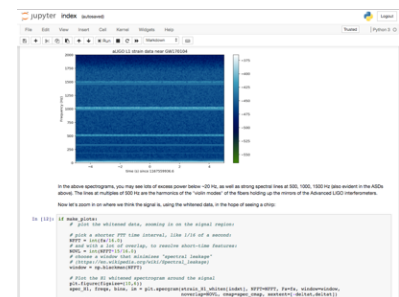 jupyter index (autosaved)
Logout
File Edit View Insert Cell Kernel Widgets Help
Trusted
Python 3
Run
Markdown
aLIGO L1 strain data near GW170104
Frequency (Hz)
time (s) since
In the above spectrograms, you may see lots of excess power below ~20 Hz, as well as strong spectral lines at 500, 1000, 1500 Hz (also evident in the ASDs
above). The lines at multiples of 500 Hz are the harmonics of the "violin modes" of the fibers holding up the mirrors of the Advanced LIGO interferometers.
Now let's zoom in on where we think the signal is, using the whitened data, in the hope of seeing a chirp:
In [12]: if make_plots:
# plot the whitened data, zooming in on the signal region:
# pick a shorter FTT time interval, like 1/16 of a second:
NFFT = int(fs/16.0)
# and with a lot of overlap, to resolve short-time features:
NOVL = int(NFFT*15/16.0)
# choose a window that minimizes "spectral leakage"
# (https://en.wikipedia.org/wiki/Spectral_leakage)
window = np.blackman(NFFT)
# Plot the H1 whitened spectrogram around the signal
plt.figure(figsize=(10,6))
spec_H1, freqs, bins, im = plt.specgram(strain_H1_whiten[indxt], NFFT=NFFT, Fs=fs, window=window,
noverlap=NOVL, cmap=spec_cmap, xextent=[-deltat,deltat])